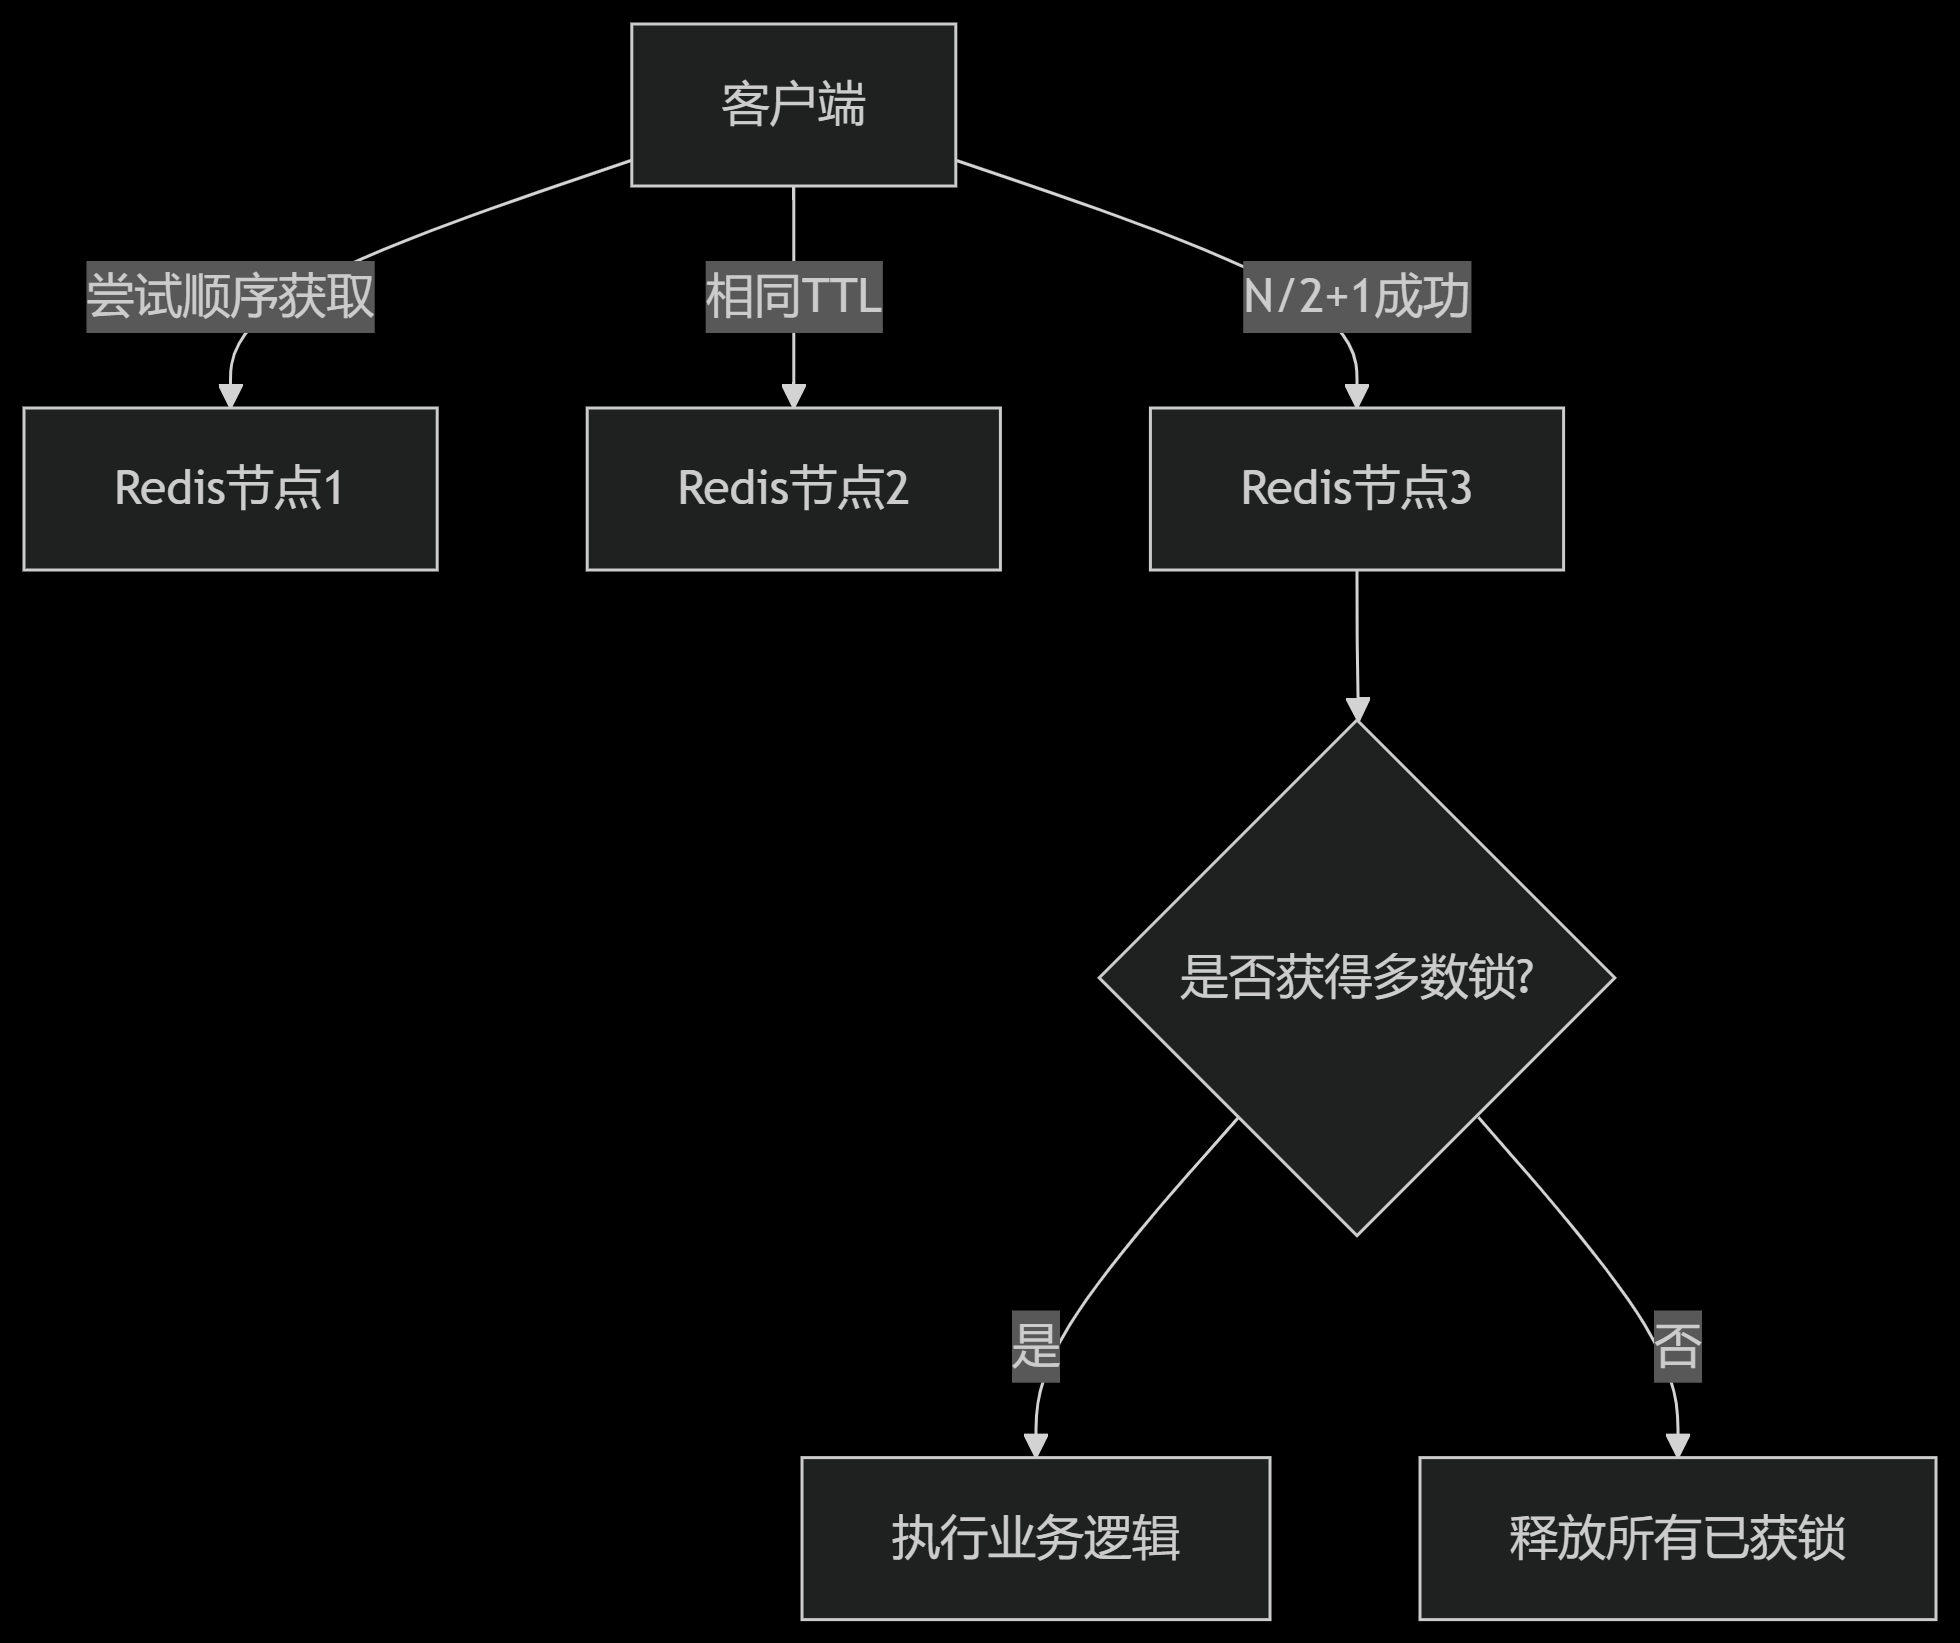 客户端
尝试顺序获取
相同TTL
N/2+1成功
Redis节点1
Redis节点2
Redis节点3
是否获得多数锁?
是
否
执行业务逻辑
释放所有已获锁